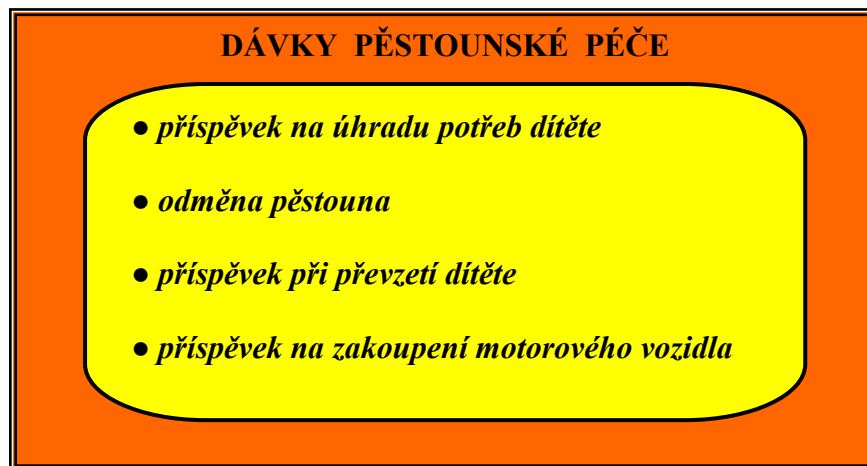 DÁVKY PĚSTOUNSKÉ PÉČE
● příspěvek na úhradu potřeb dítěte
● odměna pěstouna
● příspěvek při převzetí dítěte
● příspěvek na zakoupení motorového vozidla